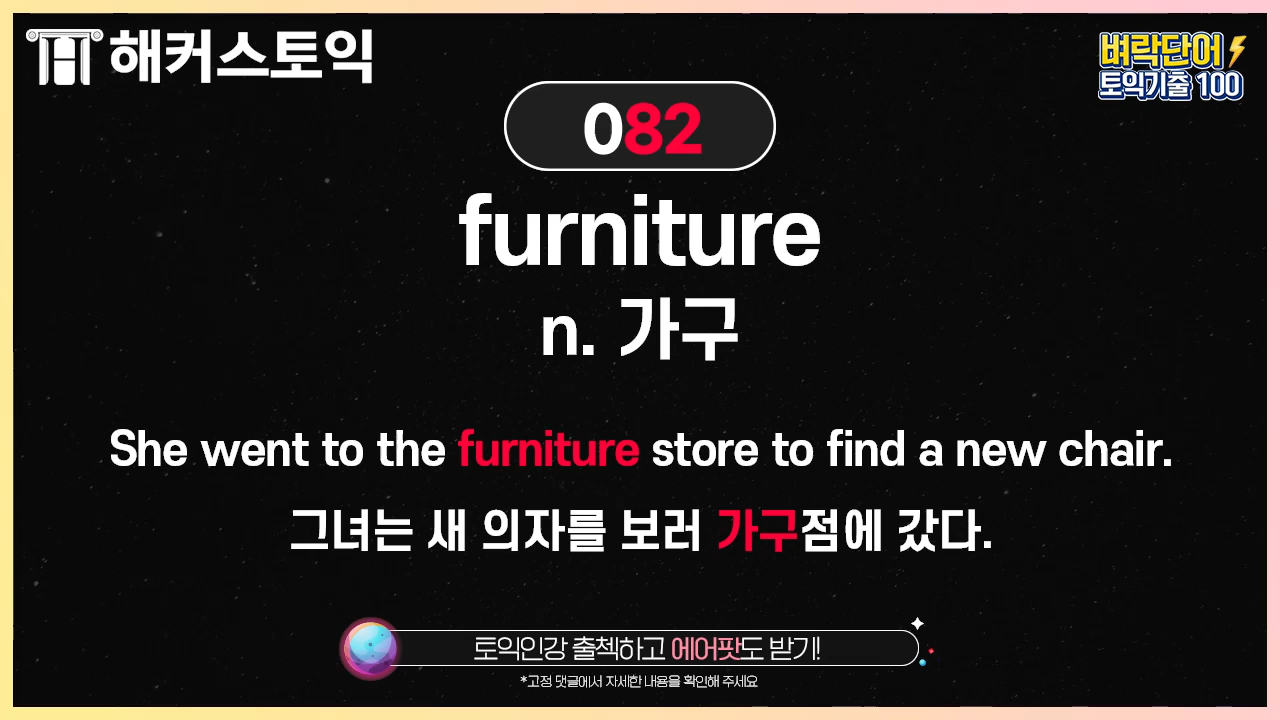 해커스토익
벼락단어
토익기출 100
082
furniture
n. 가구
She went to the furniture store to find a new chair.
그녀는 새 의자를 보러 가구점에 갔다.
토익인강 출첵하고 에어팟도 받기!
*고정 댓글에서 자세한 내용을 확인해 주세요